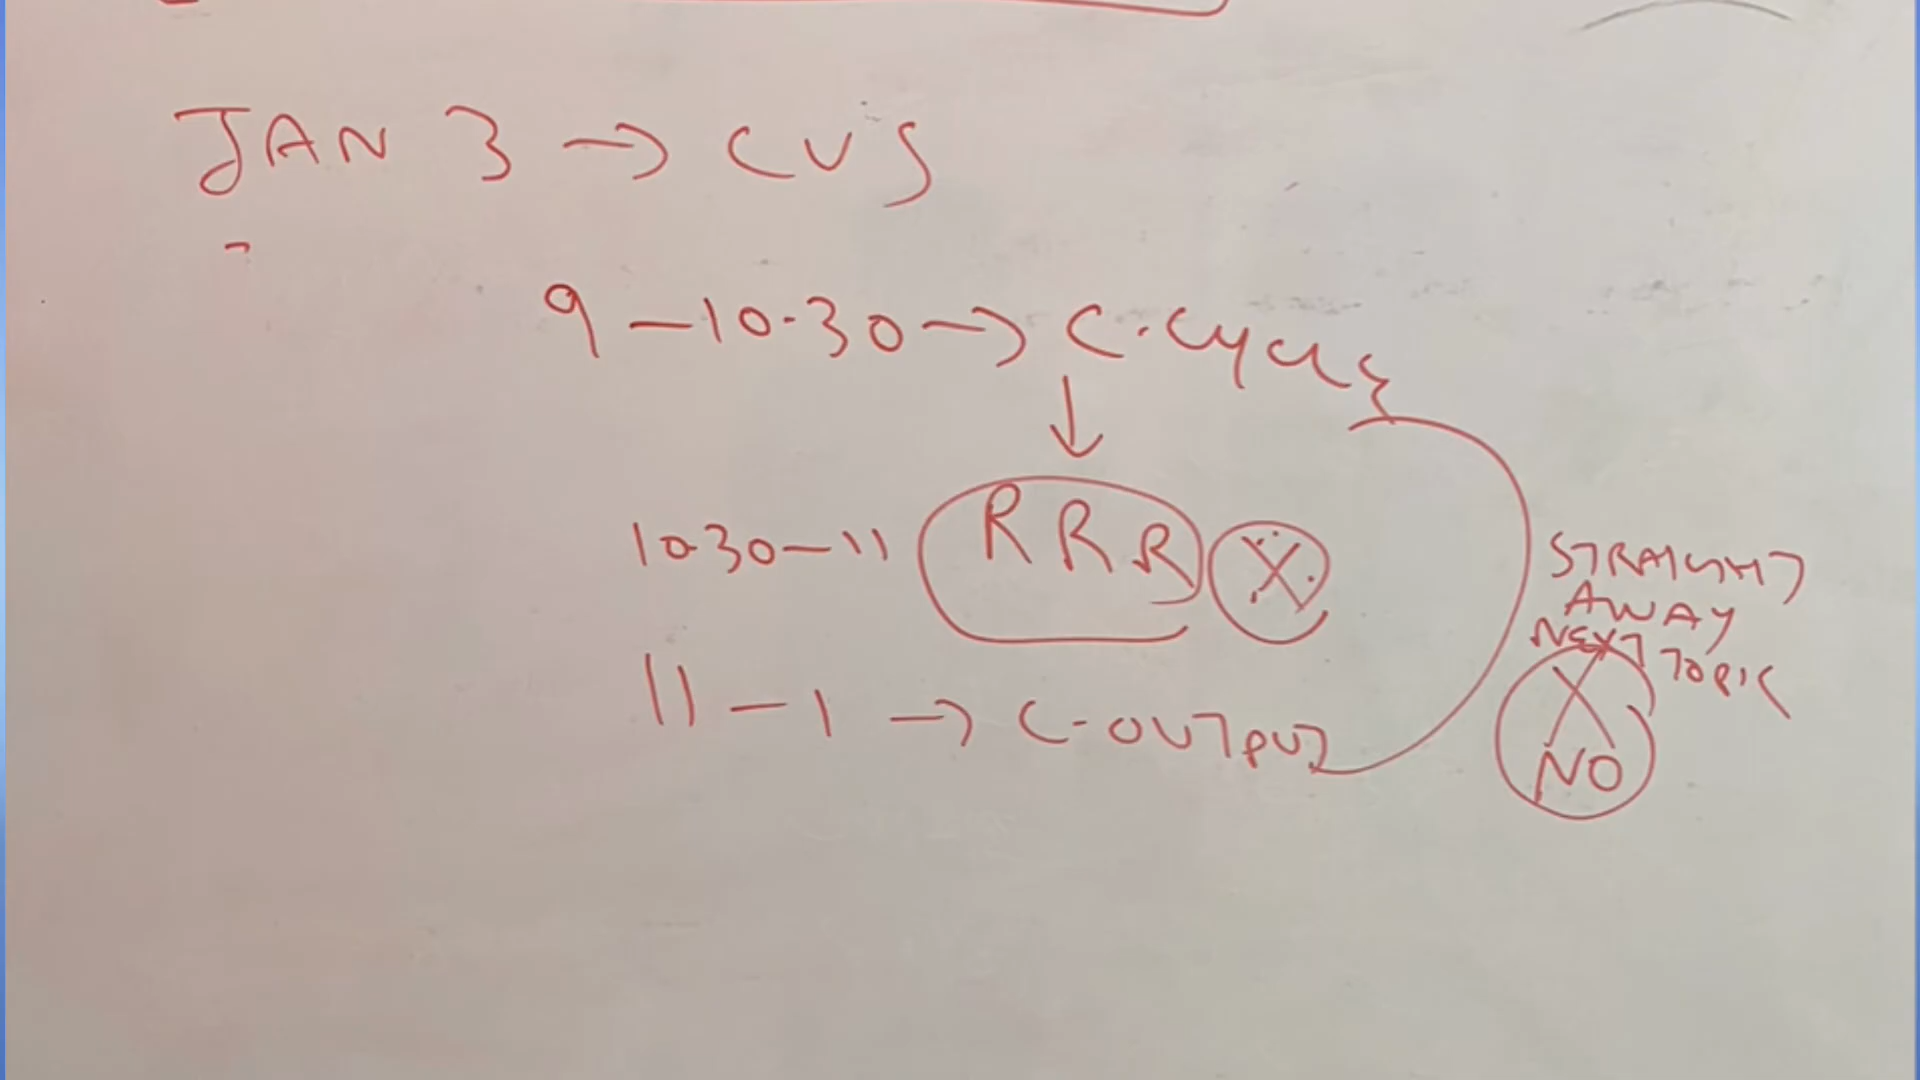 JAN 3 → CVS
9 – 10.30 → C.Cycle
↓
10.30 – 11 RRR X
11 – 1 → C-OUTPUT
STRAIGHT
AWAY
NEXT TOPIC
X
NO